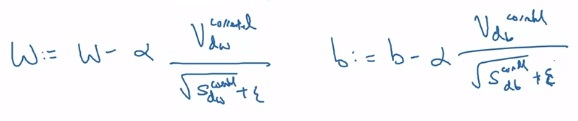 W := W - α V_dw^corrected / (√S_dw^corrected + ε)    b := b - α V_db^corrected / (√S_db^corrected + ε)